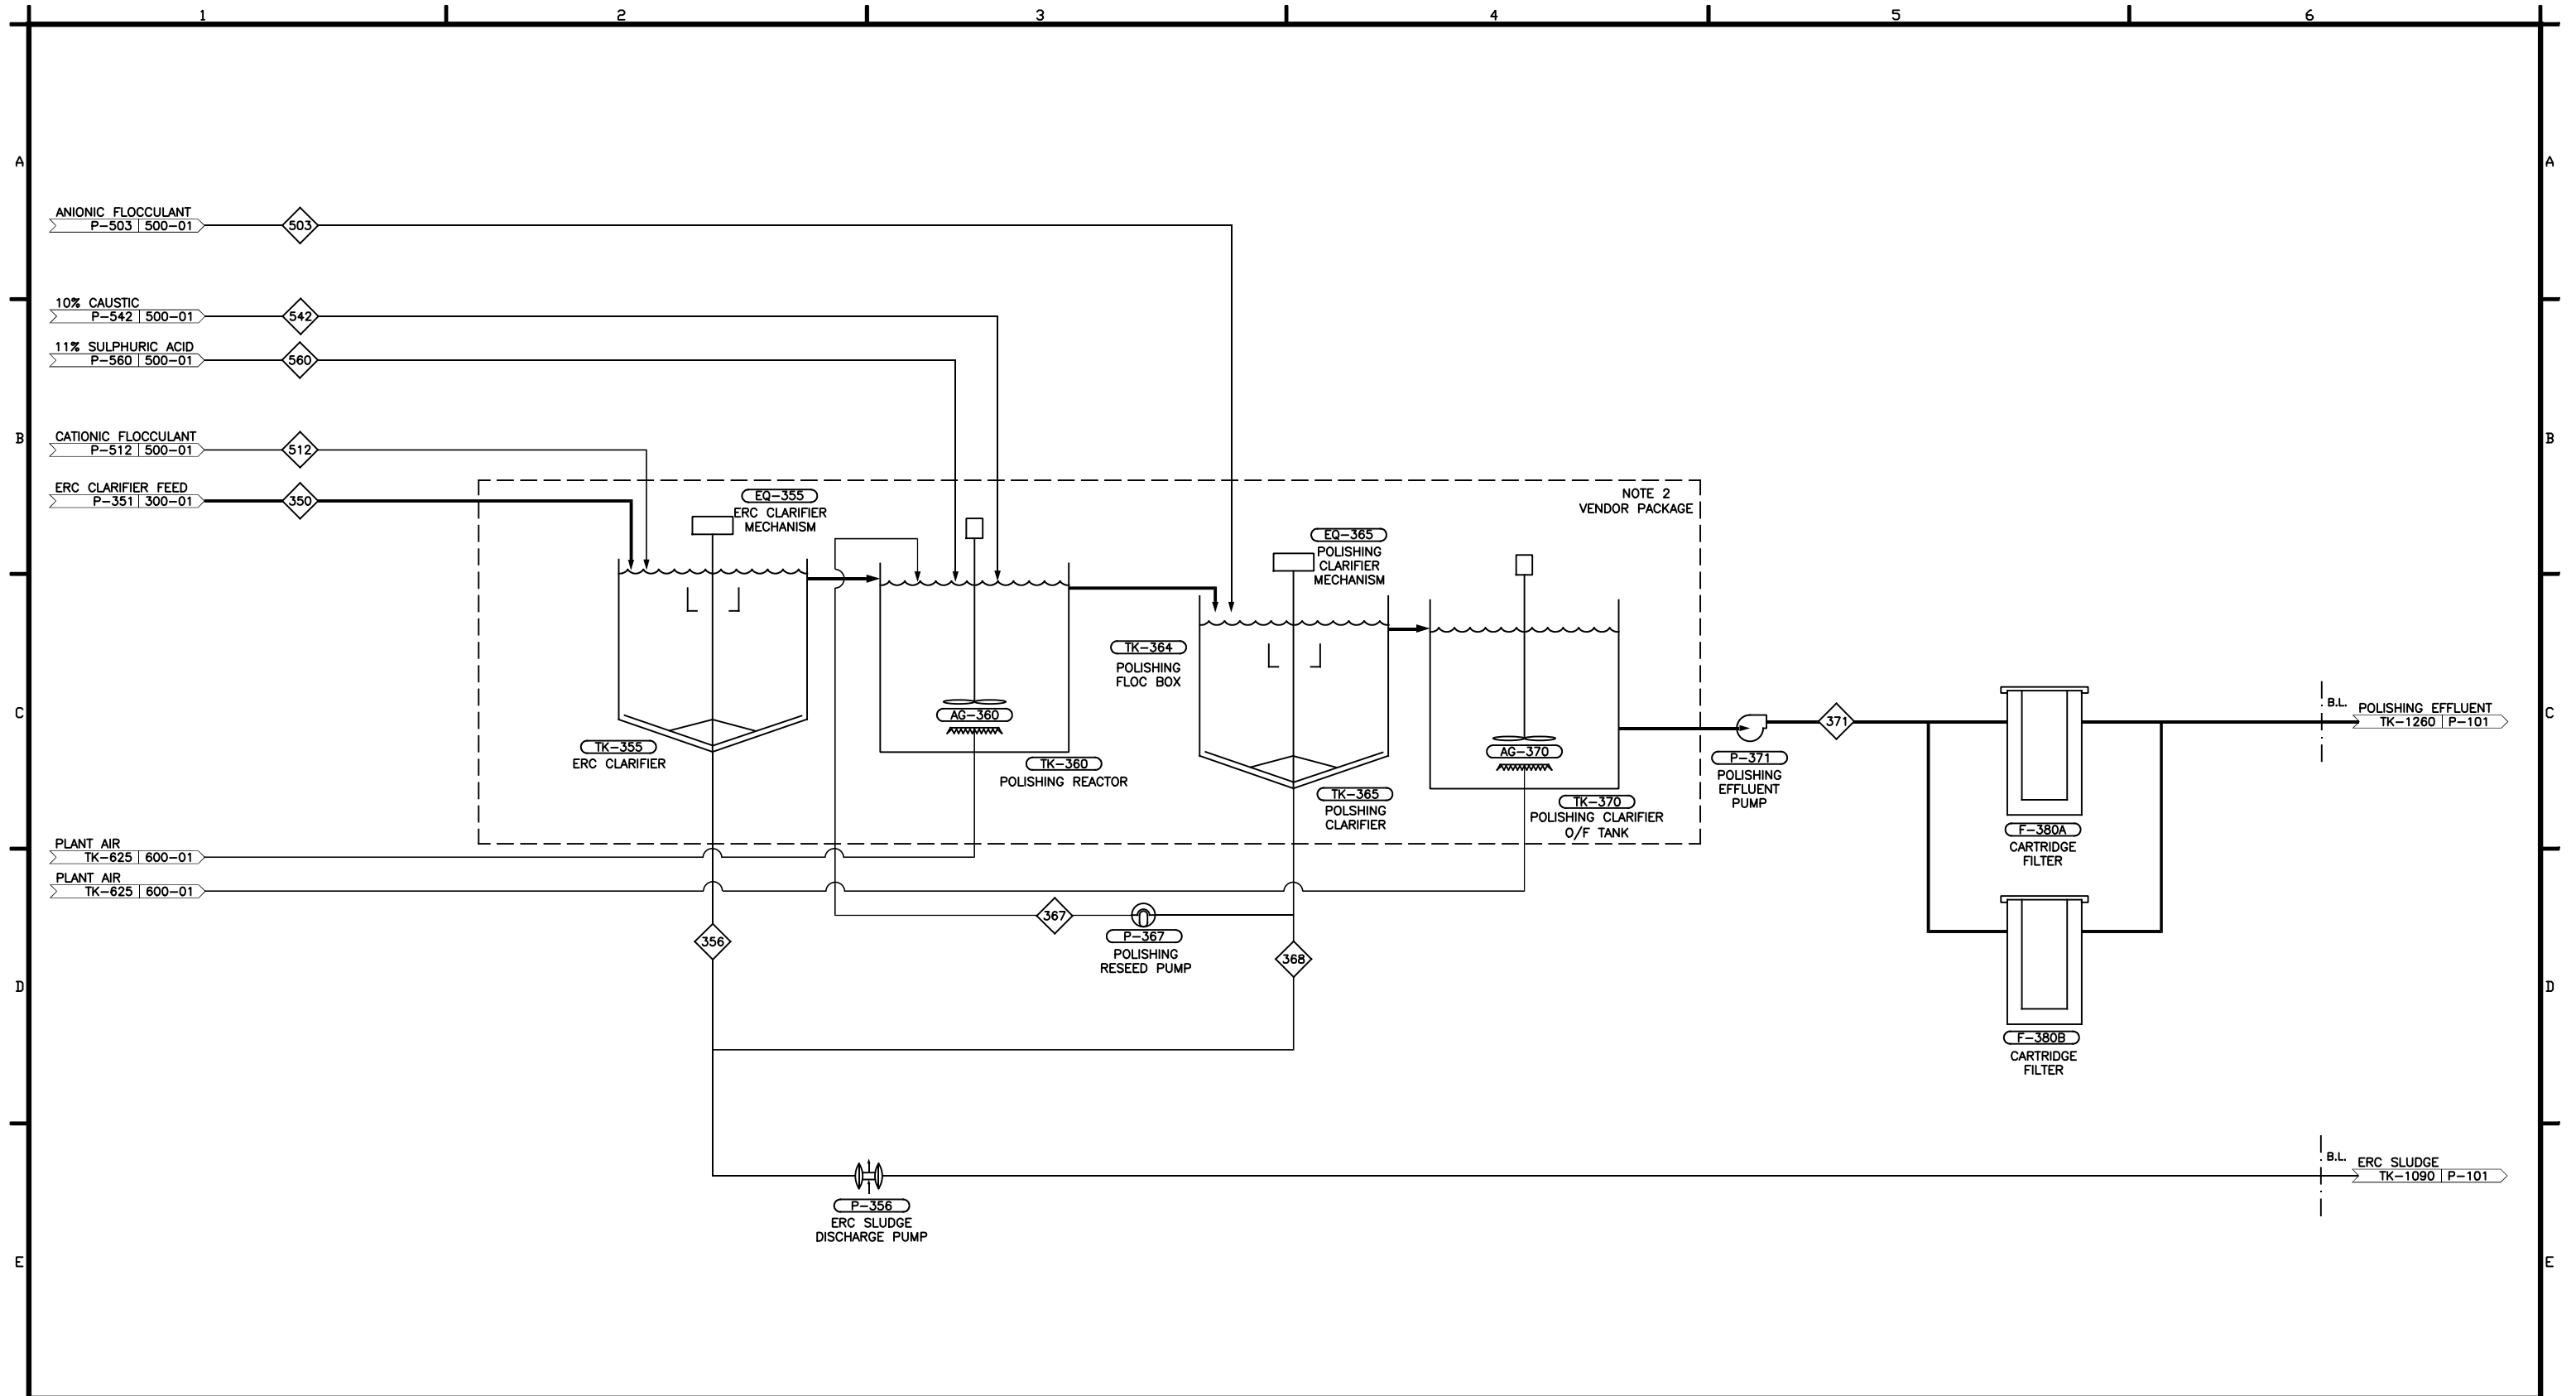 1 2 3 4 5 6
A A
ANIONIC FLOCCULANT
P-503 500-01 503
10% CAUSTIC
P-542 500-01 542
11% SULPHURIC ACID
P-560 500-01 560
B B
CATIONIC FLOCCULANT
P-512 500-01 512
ERC CLARIFIER FEED
P-351 300-01 350
EQ-355
ERC CLARIFIER
MECHANISM
NOTE 2
VENDOR PACKAGE
EQ-365
POLISHING
CLARIFIER
MECHANISM
TK-364
POLISHING
FLOC BOX
C C
AG-360
TK-355
ERC CLARIFIER
TK-360
POLISHING REACTOR
AG-370
TK-365
POLSHING
CLARIFIER
TK-370
POLISHING CLARIFIER
O/F TANK
P-371
POLISHING
EFFLUENT
PUMP
371
F-380A
CARTRIDGE
FILTER
B.L.
POLISHING EFFLUENT
TK-1260 P-101
PLANT AIR
TK-625 600-01
PLANT AIR
TK-625 600-01
367
P-367
POLISHING
RESEED PUMP
356
368
D D
F-380B
CARTRIDGE
FILTER
B.L.
ERC SLUDGE
TK-1090 P-101
P-356
ERC SLUDGE
DISCHARGE PUMP
E E